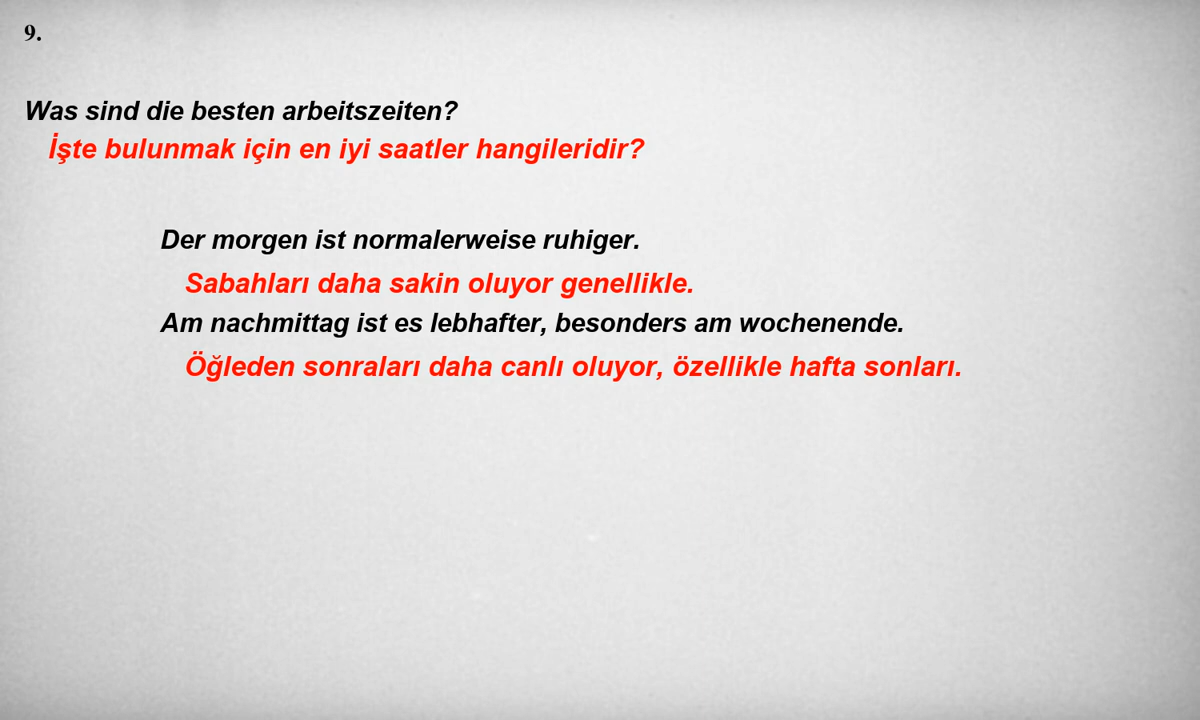 9.
Was sind die besten arbeitszeiten?
İşte bulunmak için en iyi saatler hangileridir?
Der morgen ist normalerweise ruhiger.
Sabahları daha sakin oluyor genellikle.
Am nachmittag ist es lebhafter, besonders am wochenende.
Öğleden sonraları daha canlı oluyor, özellikle hafta sonları.